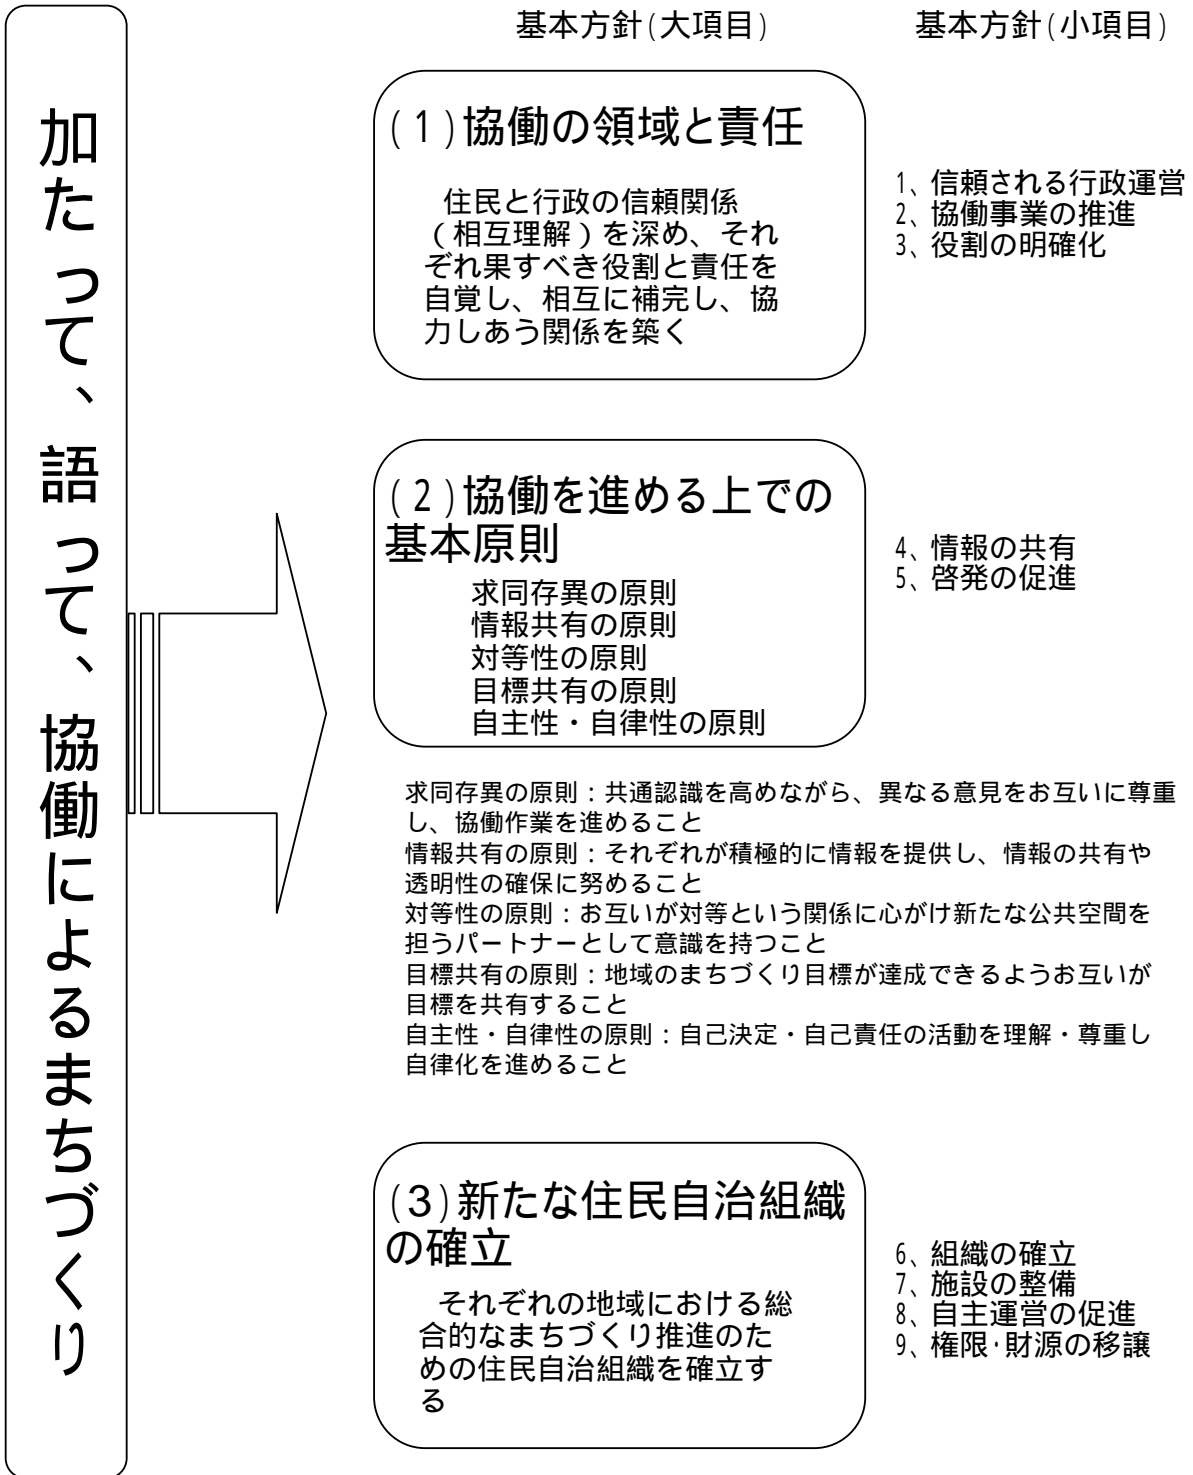 基本方針(大項目)
基本方針(小項目)
加たって、語って、協働によるまちづくり
(1)協働の領域と責任
住民と行政の信頼関係
(相互理解)を深め、それ
ぞれ果すべき役割と責任を
自覚し、相互に補完し、協
力しあう関係を築く
1、信頼される行政運営
2、協働事業の推進
3、役割の明確化
(2)協働を進める上での
基本原則
求同存異の原則
情報共有の原則
対等性の原則
目標共有の原則
自主性・自律性の原則
4、情報の共有
5、啓発の促進
求同存異の原則:共通認識を高めながら、異なる意見をお互いに尊重
し、協働作業を進めること
情報共有の原則:それぞれが積極的に情報を提供し、情報の共有や
透明性の確保に努めること
対等性の原則:お互いが対等という関係に心がけ新たな公共空間を
担うパートナーとして意識を持つこと
目標共有の原則:地域のまちづくり目標が達成できるようお互いが
目標を共有すること
自主性・自律性の原則:自己決定・自己責任の活動を理解・尊重し
自律化を進めること
(3)新たな住民自治組織
の確立
それぞれの地域における総
合的なまちづくり推進のた
めの住民自治組織を確立す
る
6、組織の確立
7、施設の整備
8、自主運営の促進
9、権限・財源の移譲